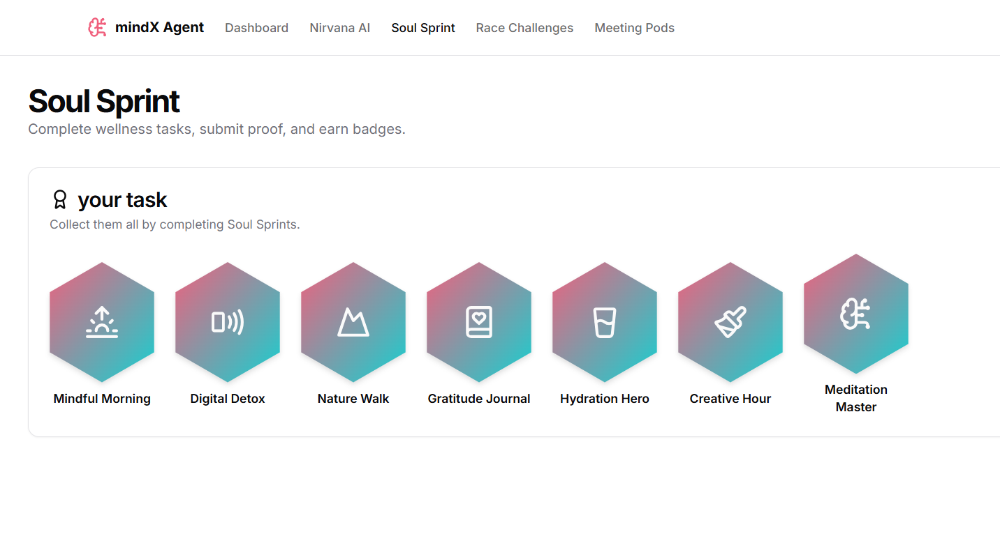 mindX Agent Dashboard Nirvana AI Soul Sprint Race Challenges Meeting Pods
Soul Sprint
Complete wellness tasks, submit proof, and earn badges.
your task
Collect them all by completing Soul Sprints.
Mindful Morning Digital Detox Nature Walk Gratitude Journal Hydration Hero Creative Hour Meditation
Master